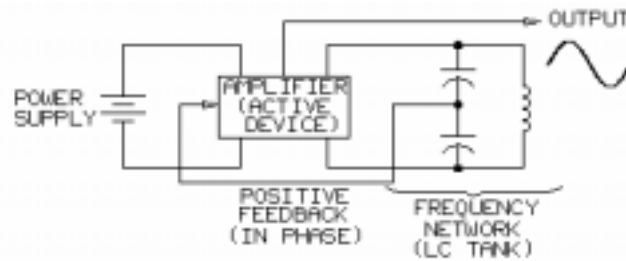 OUTPUT
AMPLIFIER
(ACTIVE
DEVICE)
POWER
SUPPLY
POSITIVE
FEEDBACK
(IN PHASE)
FREQUENCY
NETWORK
(LC TANK)